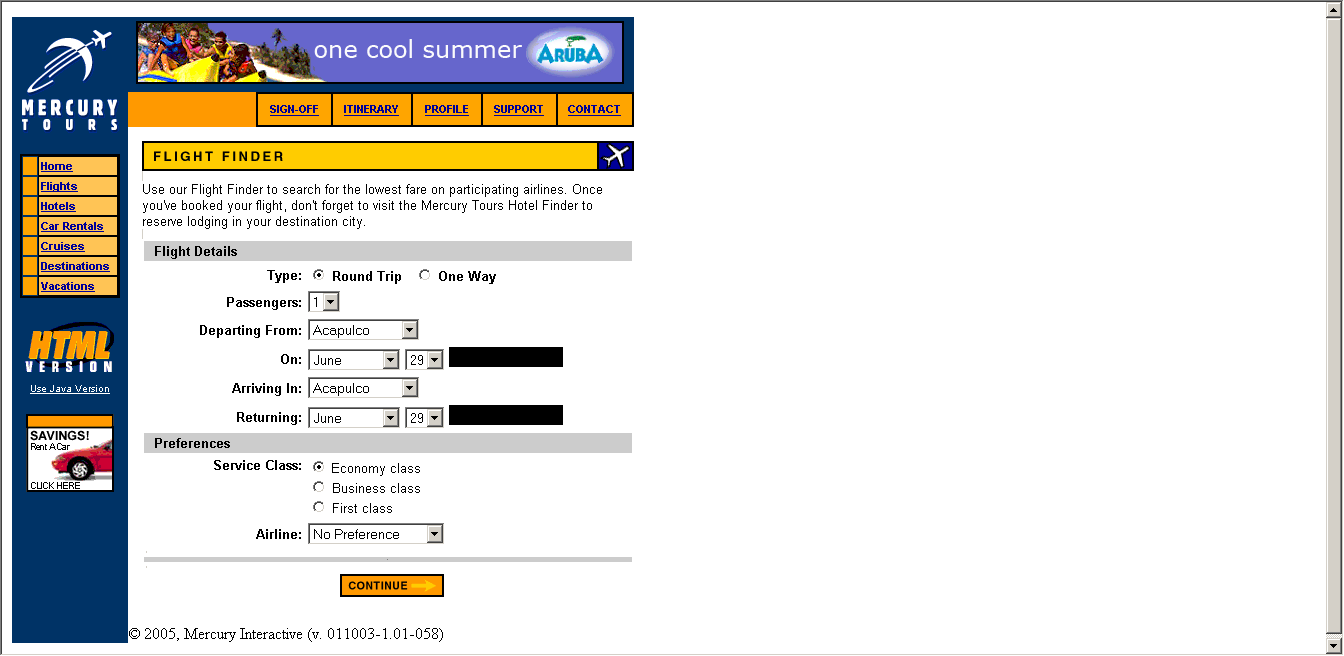 one cool summer ARUBA
MERCURY
TOURS
SIGN-OFF ITINERARY PROFILE SUPPORT CONTACT
Home
Flights
Hotels
Car Rentals
Cruises
Destinations
Vacations
HTML
VERSION
Use Java Version
SAVINGS!
Rent A Car
CLICK HERE
FLIGHT FINDER
Use our Flight Finder to search for the lowest fare on participating airlines. Once
you've booked your flight, don't forget to visit the Mercury Tours Hotel Finder to
reserve lodging in your destination city.
Flight Details
Type: Round Trip One Way
Passengers: 1
Departing From: Acapulco
On: June 29
Arriving In: Acapulco
Returning: June 29
Preferences
Service Class: Economy class
Business class
First class
Airline: No Preference
CONTINUE
© 2005, Mercury Interactive (v. 011003-1.01-058)